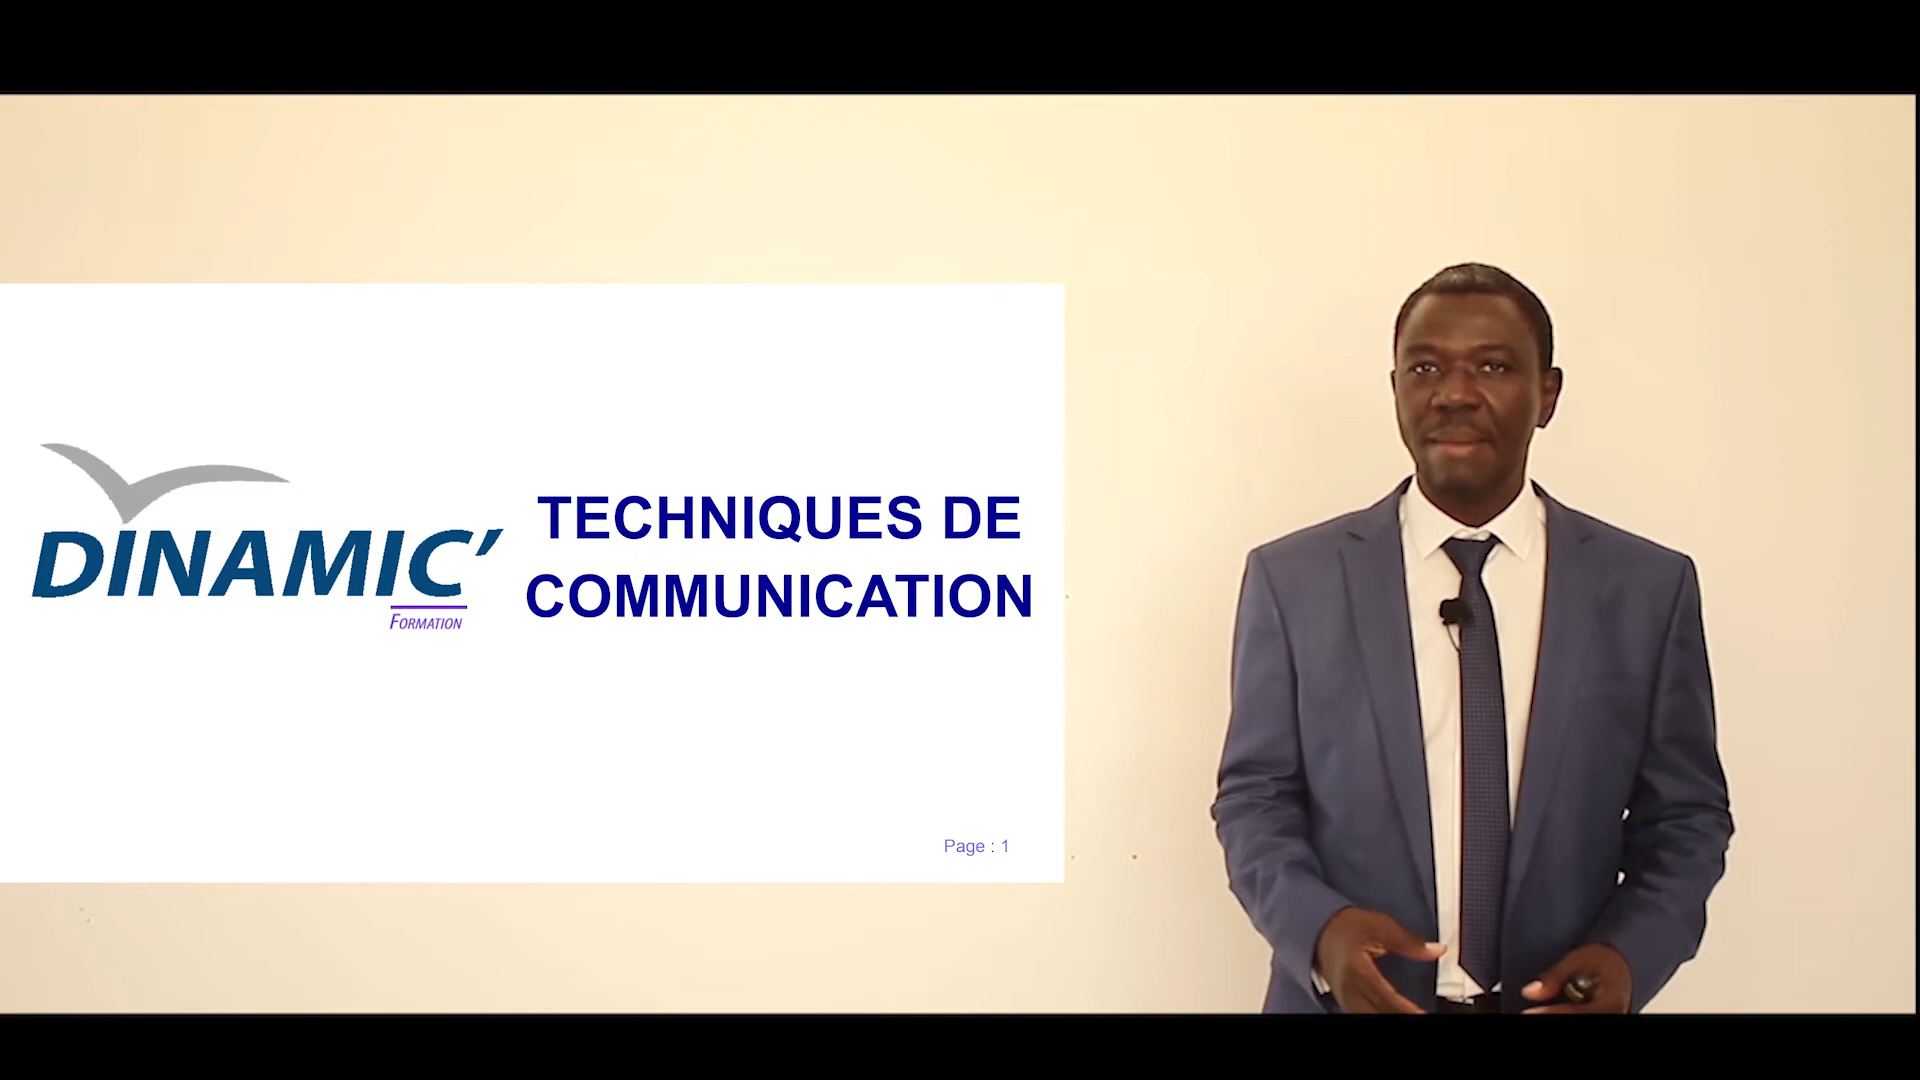 DINAMIC'
FORMATION
TECHNIQUES DE
COMMUNICATION
Page : 1